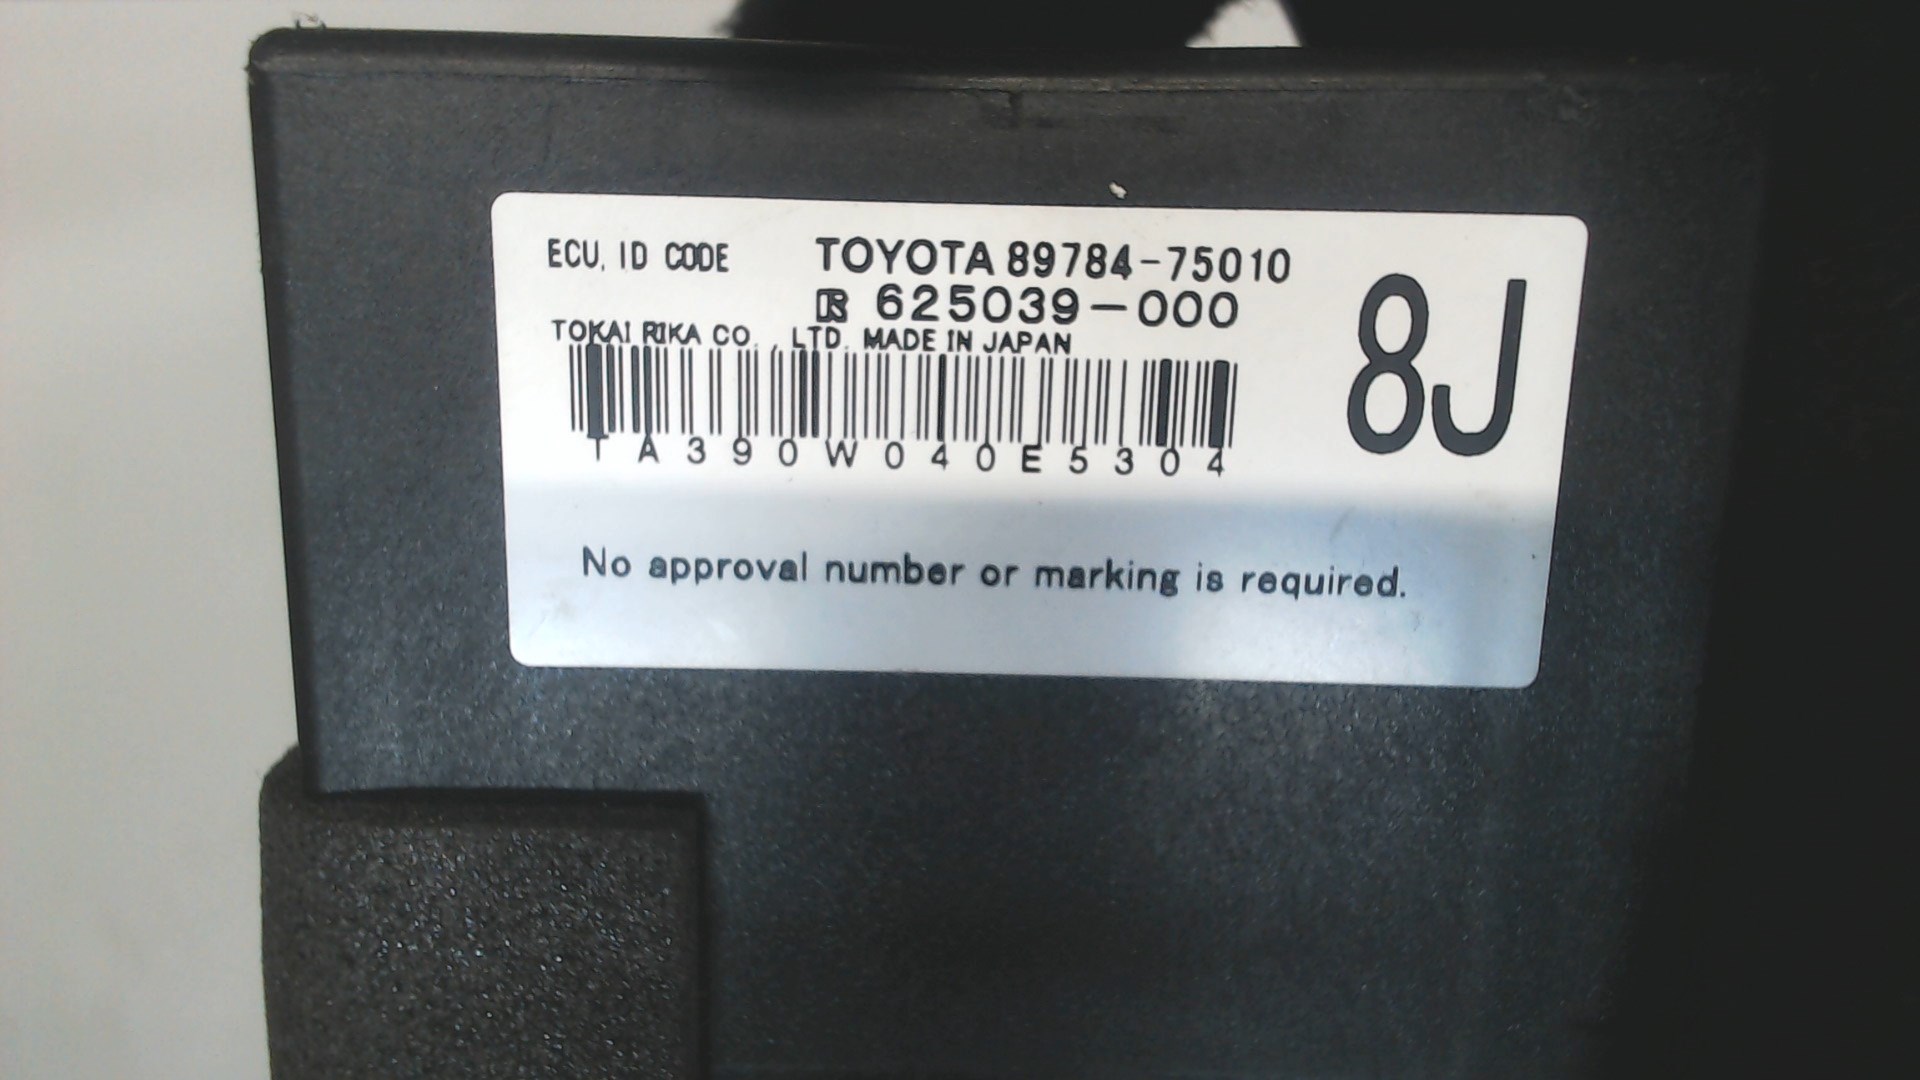 ECU, ID CODE TOYOTA 89784-75010
625039-000
TOKAI RIKA CO., LTD. MADE IN JAPAN
8J
TA390W040E5304
No approval number or marking is required.